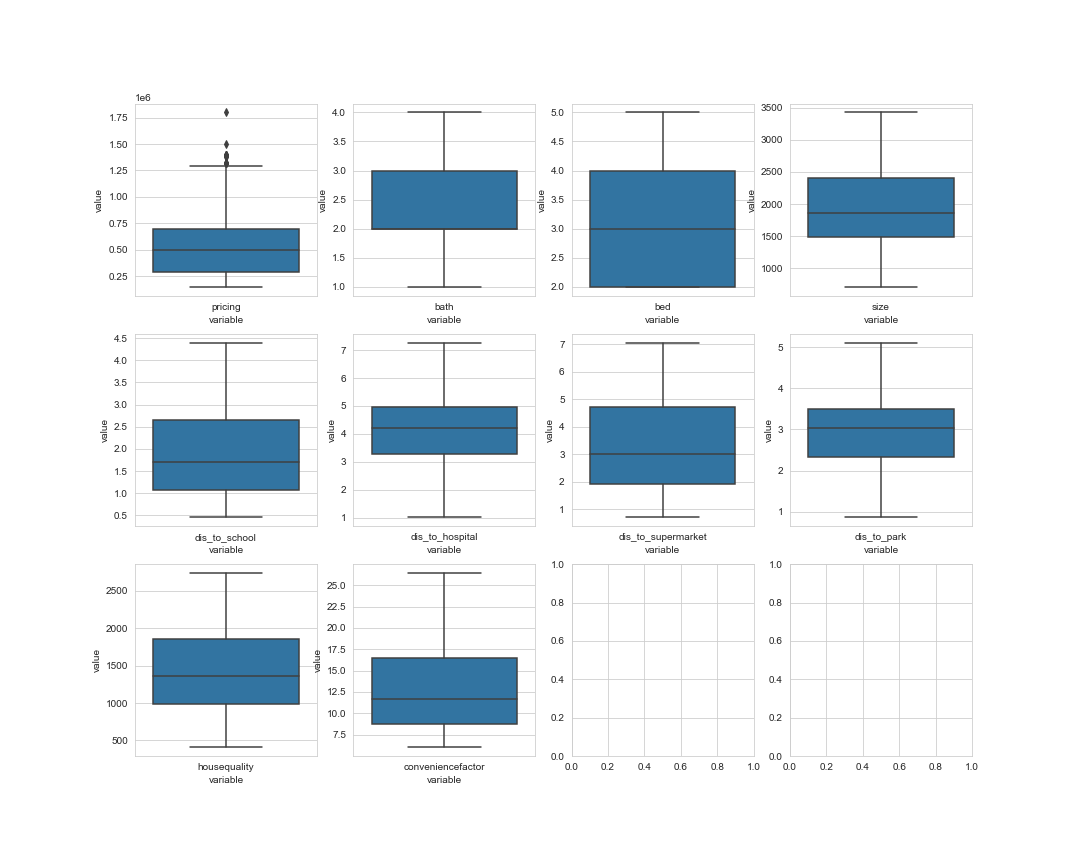 1e6
1.75
1.50
1.25
1.00
0.75
0.50
0.25
value
pricing
variable
4.0
3.5
3.0
2.5
2.0
1.5
1.0
value
bath
variable
5.0
4.5
4.0
3.5
3.0
2.5
2.0
value
bed
variable
3500
3000
2500
2000
1500
1000
value
size
variable
4.5
4.0
3.5
3.0
2.5
2.0
1.5
1.0
0.5
value
dis_to_school
variable
7
6
5
4
3
2
1
value
dis_to_hospital
variable
7
6
5
4
3
2
1
value
dis_to_supermarket
variable
5
4
3
2
1
value
dis_to_park
variable
2500
2000
1500
1000
500
value
housequality
variable
25.0
22.5
20.0
17.5
15.0
12.5
10.0
7.5
value
conveniencefactor
variable
1.0
0.8
0.6
0.4
0.2
0.0
0.0 0.2 0.4 0.6 0.8 1.0
1.0
0.8
0.6
0.4
0.2
0.0
0.0 0.2 0.4 0.6 0.8 1.0